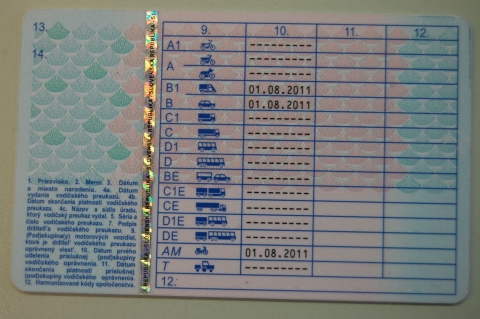 13.
14.
9. 10. 11. 12.
A1 --------
A --------
--------
B1 01.08.2011
B 01.08.2011
C1 --------
C --------
D1 --------
D --------
BE --------
C1E --------
CE --------
D1E --------
DE --------
AM 01.08.2011
T --------
12.
1. Priezvisko. 2. Meno. 3. Dátum
a miesto narodenia. 4a. Dátum
vydania vodičského preukazu. 4b.
Dátum skončenia platnosti vodičského
preukazu. 4c. Názov a sídlo úradu,
ktorý vodičský preukaz vydal. 5. Séria a
číslo vodičského preukazu. 7. Podpis
držiteľa vodičského preukazu. 9.
(Pod)skupiny motorových vozidiel,
ktoré je držiteľ vodičského preukazu
oprávnený viesť. 10. Dátum prvého
udelenia príslušnej (pod)skupiny
vodičského oprávnenia. 11. Dátum
skončenia platnosti príslušnej
(pod)skupiny vodičského oprávnenia.
12. Harmonizované kódy spoločenstva.
SLOVENSKÁ REPUBLIKA